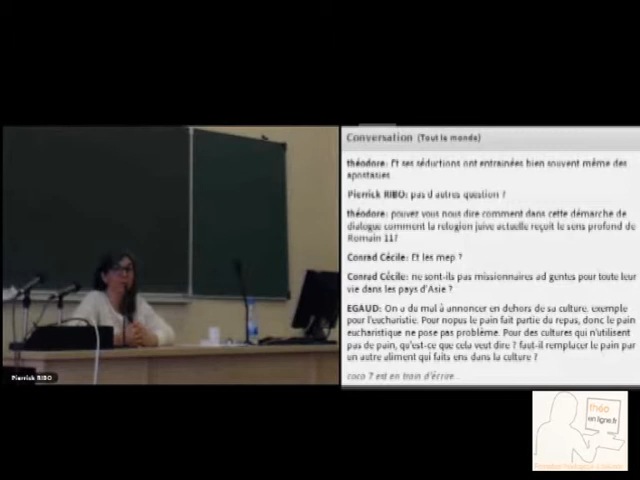 Conversation (Tout le monde)
théodore: Et ses séductions ont entrainées bien souvent même des
apostasies
Pierrick RIBO: pas d autres question ?
théodore: pouvez vous nous dire comment dans cette démarche de
dialogue comment la relogion juive actuelle reçoit le sens profond de
Romain 11?
Conrad Cécile: Et les mep ?
Conrad Cécile: ne sont-ils pas missionnaires ad gentes pour toute leur
vie dans les pays d'Asie ?
EGAUD: On a du mal à annoncer en dehors de sa culture, exemple
pour l'eucharistie. Pour nopus le pain fait partie du repas, donc le pain
eucharistique ne pose pas problème. Pour des cultures qui n'utilisent
pas de pain, qu'est-ce que cela veut dire ? faut-il remplacer le pain par
un autre aliment qui faits ens dans la culture ?
coco 7 est en train d'écrire...
Pierrick RIBO
théo
en ligne.fr